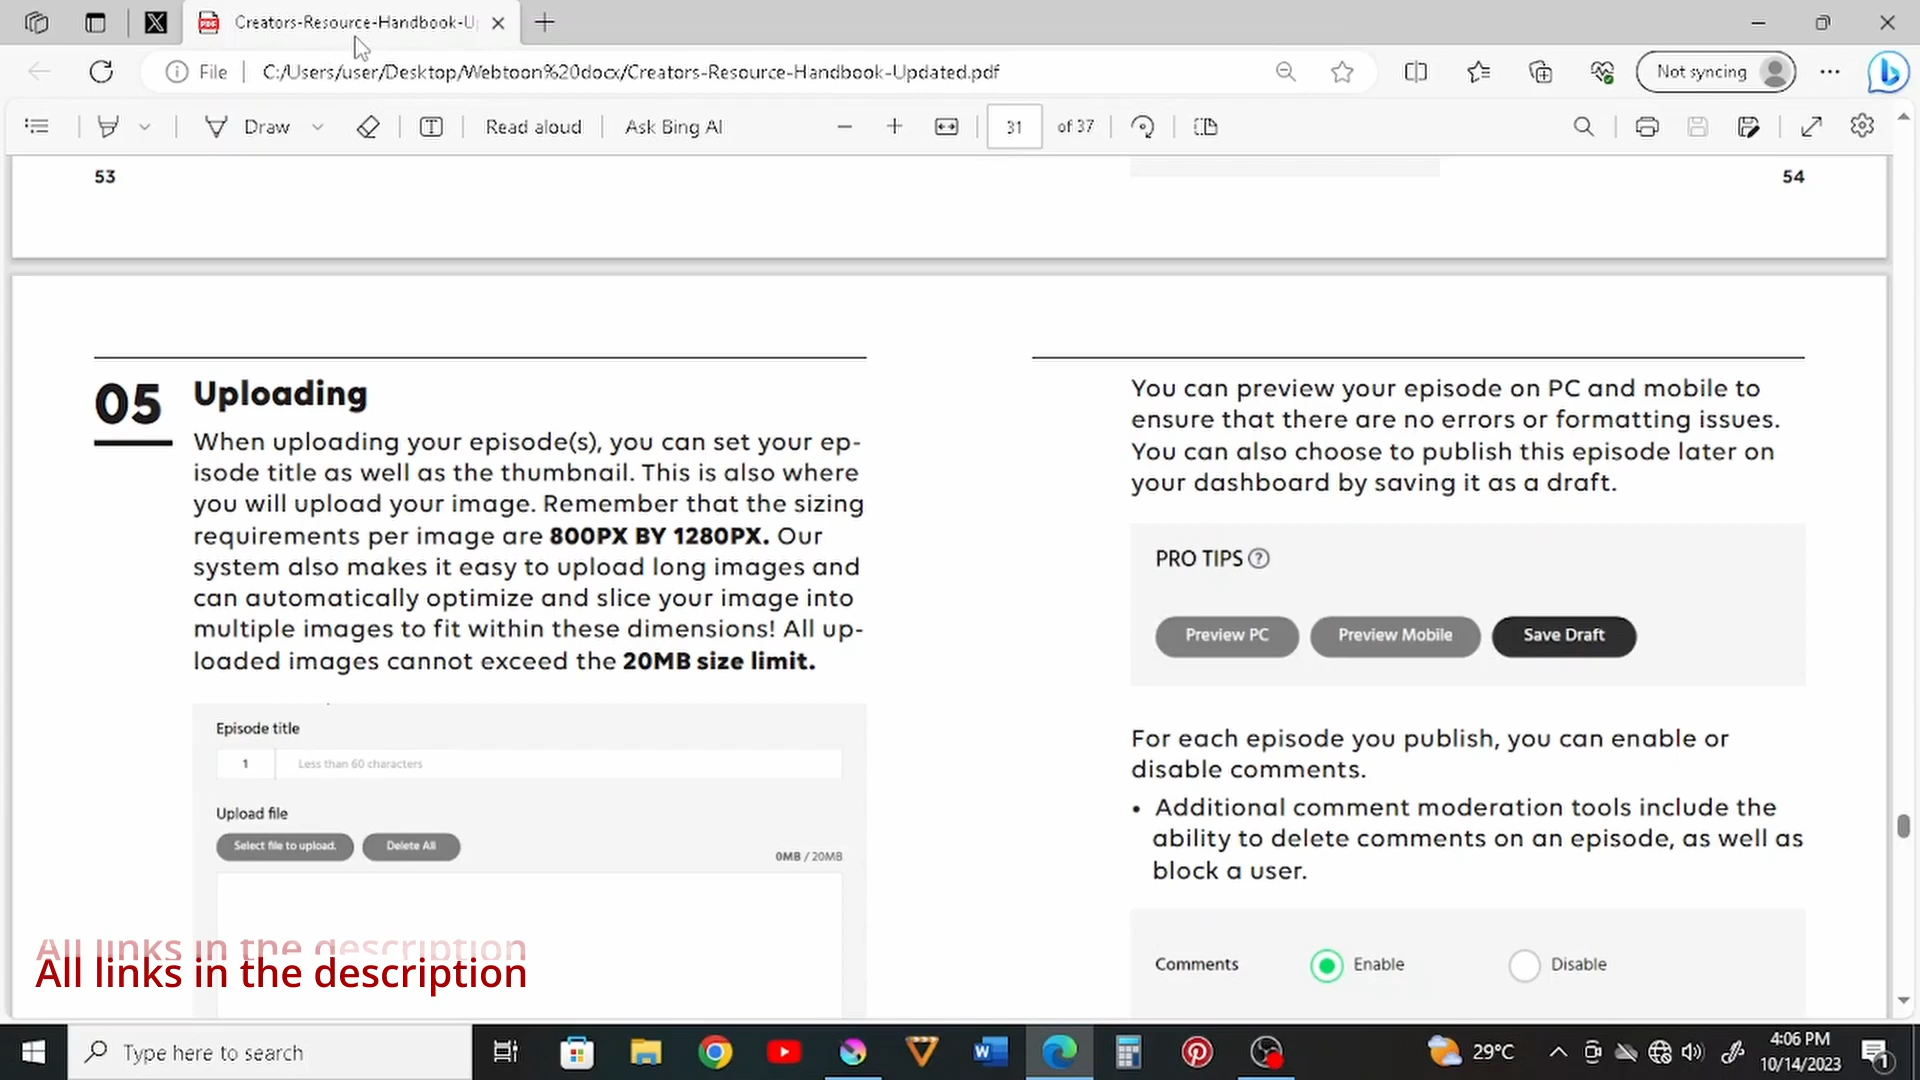 Creators-Resource-Handbook-U
File
C:/Users/user/Desktop/Webtoon%20docx/Creators-Resource-Handbook-Updated.pdf
Not syncing
Draw
Read aloud
Ask Bing AI
31
of 37
53
54
05
Uploading
When uploading your episode(s), you can set your ep-
isode title as well as the thumbnail. This is also where
you will upload your image. Remember that the sizing
requirements per image are 800PX BY 1280PX. Our
system also makes it easy to upload long images and
can automatically optimize and slice your image into
multiple images to fit within these dimensions! All up-
loaded images cannot exceed the 20MB size limit.
Episode title
1
Less than 60 characters
Upload file
Select file to upload.
Delete All
0MB / 20MB
You can preview your episode on PC and mobile to
ensure that there are no errors or formatting issues.
You can also choose to publish this episode later on
your dashboard by saving it as a draft.
PRO TIPS ?
Preview PC
Preview Mobile
Save Draft
For each episode you publish, you can enable or
disable comments.
• Additional comment moderation tools include the
ability to delete comments on an episode, as well as
block a user.
Comments
Enable
Disable
All links in the description
All links in the description
Type here to search
29°C
4:06 PM
10/14/2023
1